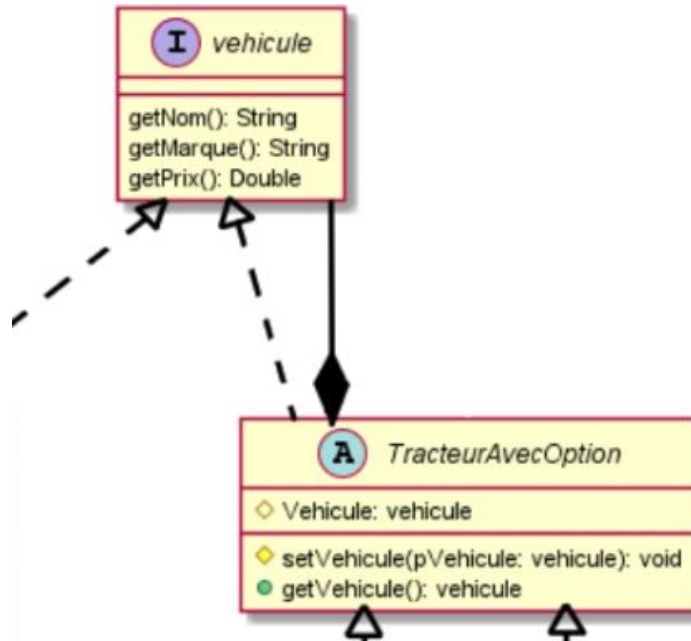 I vehicule
getNom(): String
getMarque(): String
getPrix(): Double
A TracteurAvecOption
Vehicule: vehicule
setVehicule(pVehicule: vehicule): void
getVehicule(): vehicule